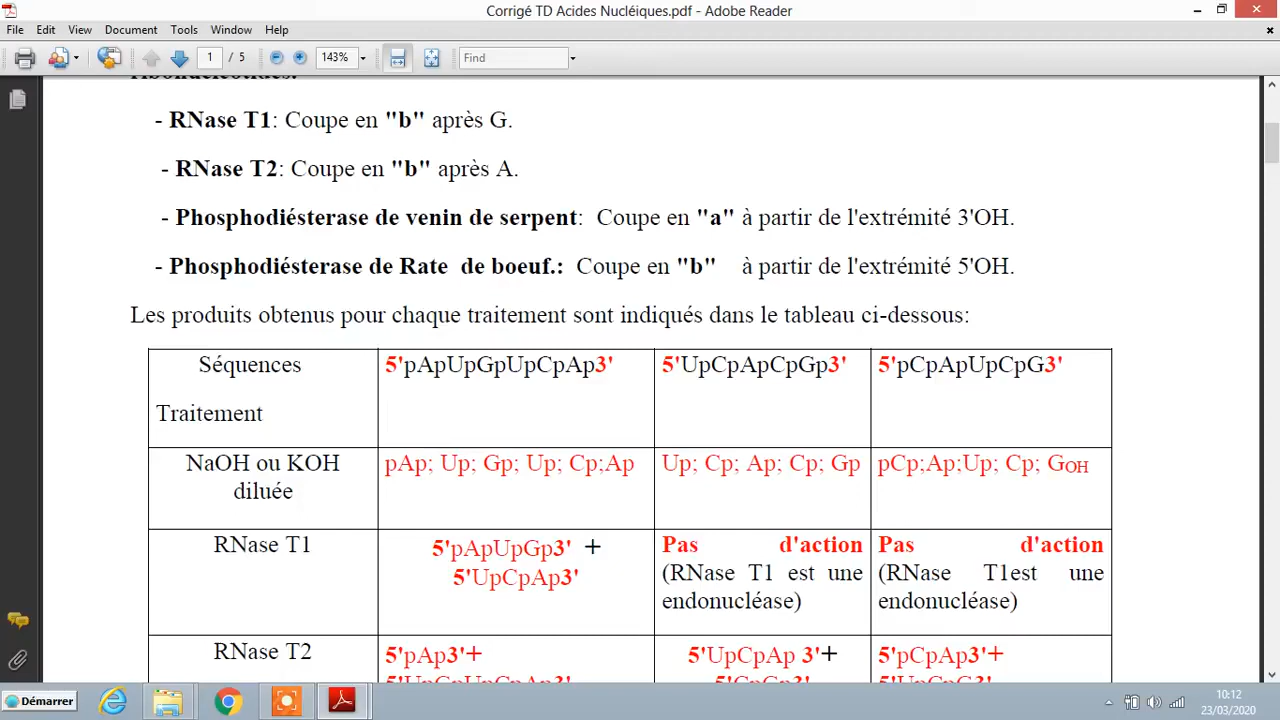 Corrigé TD Acides Nucléiques.pdf - Adobe Reader
File Edit View Document Tools Window Help
1 / 5 143% Find
- RNase T1: Coupe en "b" après G.
- RNase T2: Coupe en "b" après A.
- Phosphodiésterase de venin de serpent: Coupe en "a" à partir de l'extrémité 3'OH.
- Phosphodiésterase de Rate de boeuf.: Coupe en "b" à partir de l'extrémité 5'OH.
Les produits obtenus pour chaque traitement sont indiqués dans le tableau ci-dessous:
Séquences 5'pApUpGpUpCpAp3' 5'UpCpApCpGp3' 5'pCpApUpCpG3'
Traitement
NaOH ou KOH pAp; Up; Gp; Up; Cp;Ap Up; Cp; Ap; Cp; Gp pCp;Ap;Up; Cp; GOH
diluée
RNase T1 5'pApUpGp3' + Pas d'action Pas d'action
5'UpCpAp3' (RNase T1 est une (RNase T1est une
endonucléase) endonucléase)
RNase T2 5'pAp3'+ 5'UpCpAp 3'+ 5'pCpAp3'+
Démarrer
10:12
23/03/2020